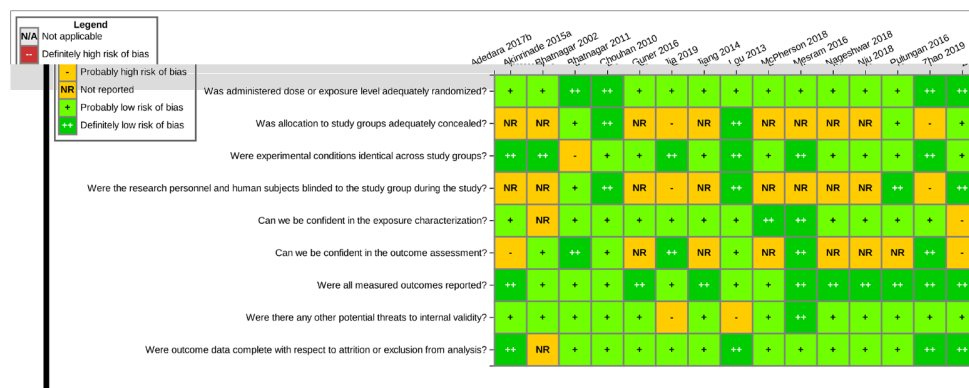 Legend
N/A Not applicable
-- Definitely high risk of bias
- Probably high risk of bias
NR Not reported
+ Probably low risk of bias
++ Definitely low risk of bias
Adedara 2017b
Akinrinade 2015a
Bhatnagar 2002
Bhatnagar 2011
Chouhan 2010
Guner 2016
Jia 2019
Jiang 2014
Lou 2013
McPherson 2018
Mesram 2016
Nageshwar 2018
Niu 2018
Pulungan 2016
Zhao 2019
Was administered dose or exposure level adequately randomized? + + ++ ++ + + + + + + + + + ++ ++
Was allocation to study groups adequately concealed? NR NR + ++ NR - NR ++ NR NR NR NR + - +
Were experimental conditions identical across study groups? ++ ++ - + + ++ + ++ + ++ + + + ++ +
Were the research personnel and human subjects blinded to the study group during the study? NR NR + ++ NR - NR ++ NR NR NR NR ++ - ++
Can we be confident in the exposure characterization? + NR + + + + + + ++ ++ + + + + -
Can we be confident in the outcome assessment? - + ++ + NR ++ NR + NR ++ NR NR NR ++ -
Were all measured outcomes reported? ++ + + + ++ + ++ + + ++ ++ ++ ++ ++ ++
Were there any other potential threats to internal validity? + + + + + - + - + ++ + + + + +
Were outcome data complete with respect to attrition or exclusion from analysis? ++ NR + + + + + ++ + + + + + ++ ++